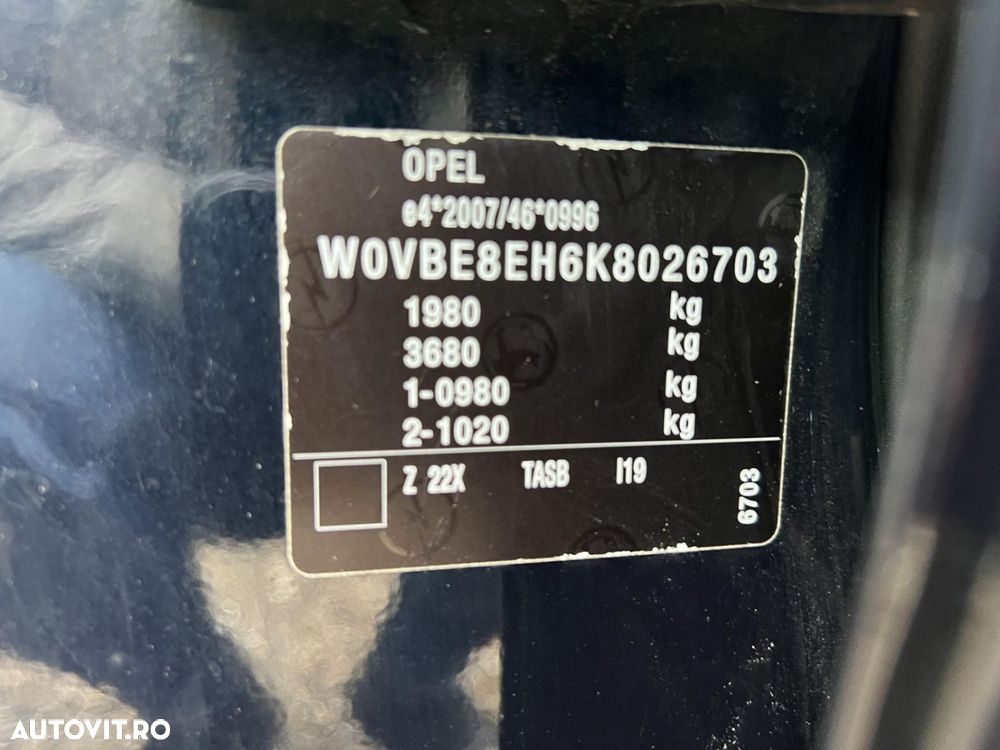 OPEL
e4*2007/46*0996
W0VBE8EH6K8026703
1980 kg
3680 kg
1-0980 kg
2-1020 kg
Z 22X TASB I19
6703
AUTOVIT.RO